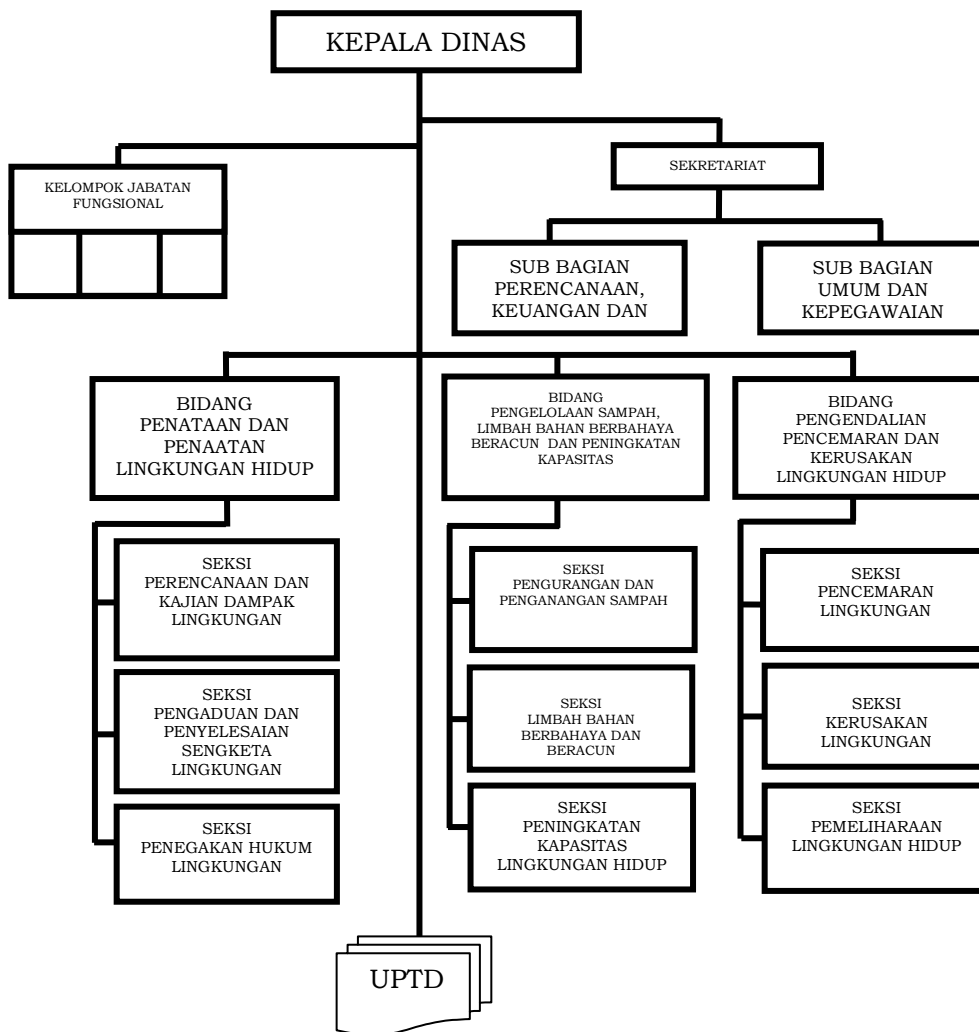 KEPALA DINAS
KELOMPOK JABATAN
FUNGSIONAL
SEKRETARIAT
SUB BAGIAN
PERENCANAAN,
KEUANGAN DAN
SUB BAGIAN
UMUM DAN
KEPEGAWAIAN
BIDANG
PENATAAN DAN
PENAATAN
LINGKUNGAN HIDUP
BIDANG
PENGELOLAAN SAMPAH,
LIMBAH BAHAN BERBAHAYA
BERACUN DAN PENINGKATAN
KAPASITAS
BIDANG
PENGENDALIAN
PENCEMARAN DAN
KERUSAKAN
LINGKUNGAN HIDUP
SEKSI
PERENCANAAN DAN
KAJIAN DAMPAK
LINGKUNGAN
SEKSI
PENGADUAN DAN
PENYELESAIAN
SENGKETA
LINGKUNGAN
SEKSI
PENEGAKAN HUKUM
LINGKUNGAN
SEKSI
PENGURANGAN DAN
PENGANANGAN SAMPAH
SEKSI
LIMBAH BAHAN
BERBAHAYA DAN
BERACUN
SEKSI
PENINGKATAN
KAPASITAS
LINGKUNGAN HIDUP
SEKSI
PENCEMARAN
LINGKUNGAN
SEKSI
KERUSAKAN
LINGKUNGAN
SEKSI
PEMELIHARAAN
LINGKUNGAN HIDUP
UPTD